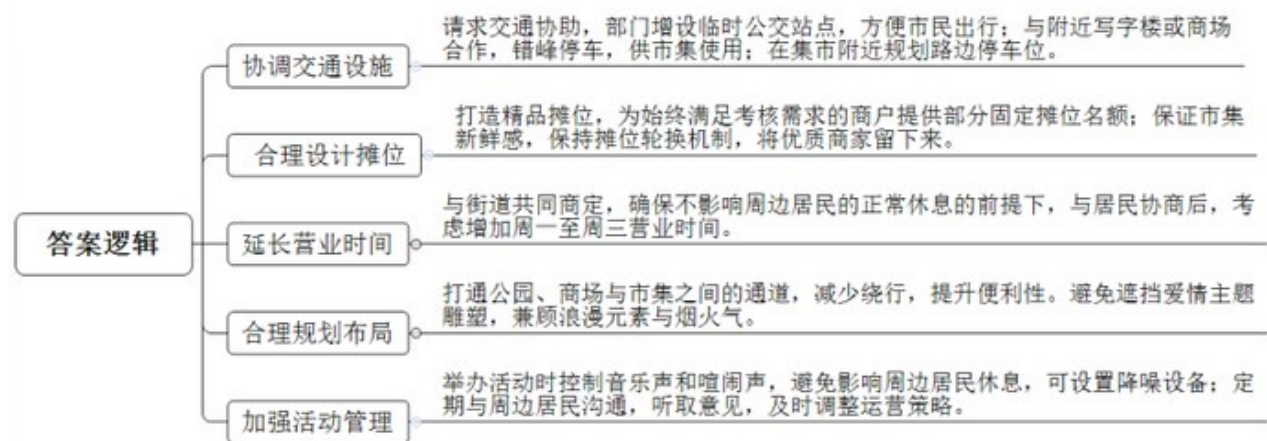 请求交通协助，部门增设临时公交站点，方便市民出行；与附近写字楼或商场
合作，错峰停车，供市集使用；在集市附近规划路边停车位。
协调交通设施
打造精品摊位，为始终满足考核需求的商户提供部分固定摊位名额；保证市集
新鲜感，保持摊位轮换机制，将优质商家留下来。
合理设计摊位
与街道共同商定，确保不影响周边居民的正常休息的前提下，与居民协商后，考
虑增加周一至周三营业时间。
答案逻辑
延长营业时间
打通公园、商场与市集之间的通道，减少绕行，提升便利性。避免遮挡爱情主题
雕塑，兼顾浪漫元素与烟火气。
合理规划布局
举办活动时控制音乐声和喧闹声，避免影响周边居民休息，可设置降噪设备；定
期与周边居民沟通，听取意见，及时调整运营策略。
加强活动管理